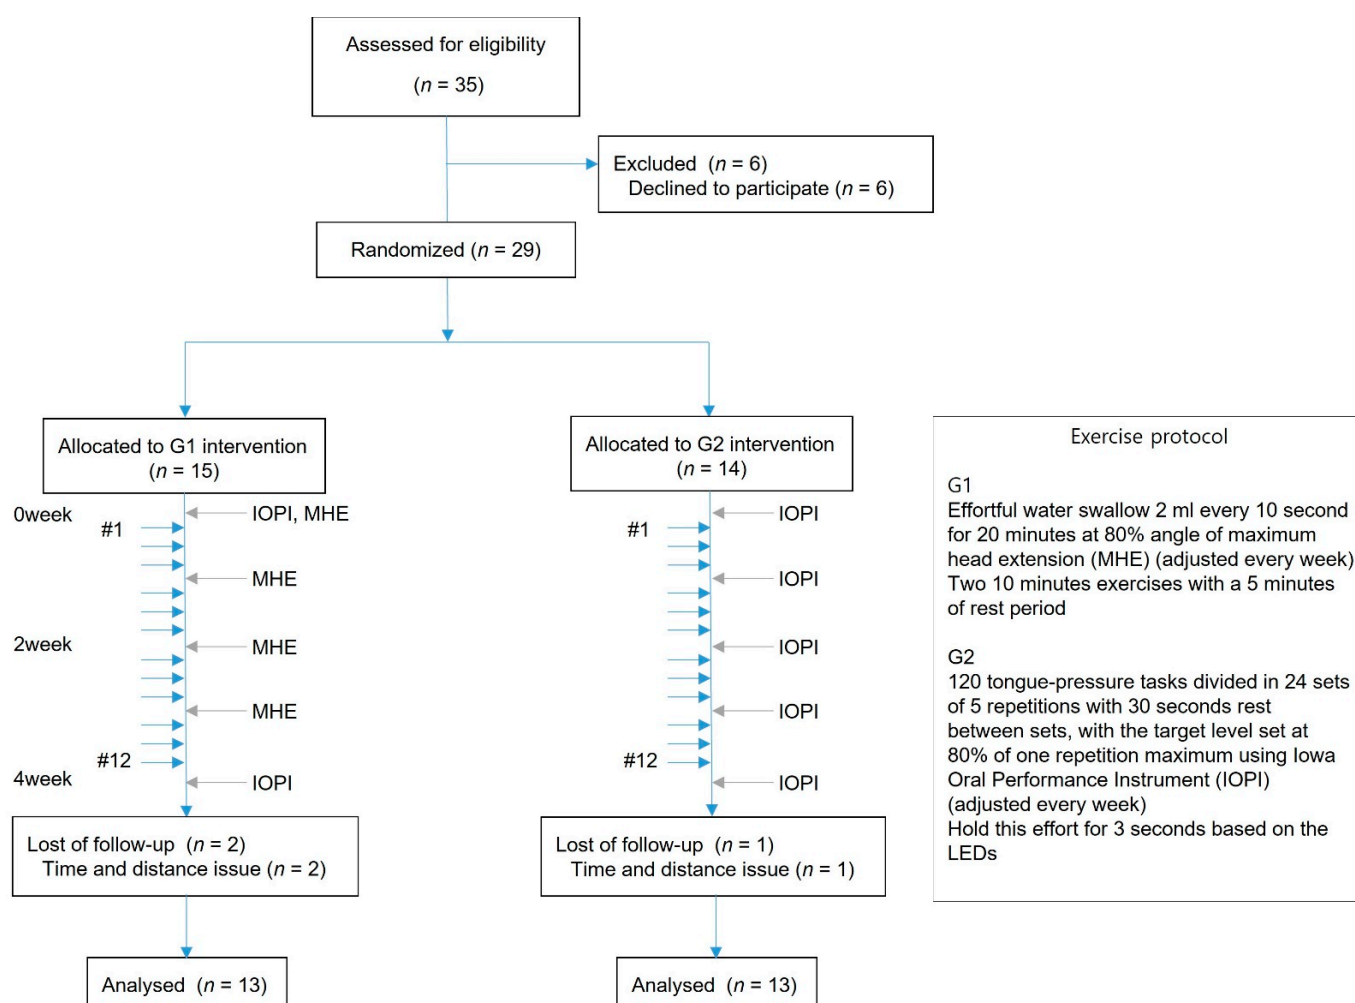 Assessed for eligibility
(n = 35)
Excluded (n = 6)
Declined to participate (n = 6)
Randomized (n = 29)
Allocated to G1 intervention
(n = 15)
0week
#1
IOPI, MHE
MHE
2week
MHE
MHE
#12
4week
IOPI
Lost of follow-up (n = 2)
Time and distance issue (n = 2)
Analysed (n = 13)
Allocated to G2 intervention
(n = 14)
IOPI
#1
IOPI
IOPI
IOPI
#12
IOPI
Lost of follow-up (n = 1)
Time and distance issue (n = 1)
Analysed (n = 13)
Exercise protocol
G1
Effortful water swallow 2 ml every 10 second
for 20 minutes at 80% angle of maximum
head extension (MHE) (adjusted every week)
Two 10 minutes exercises with a 5 minutes
of rest period
G2
120 tongue-pressure tasks divided in 24 sets
of 5 repetitions with 30 seconds rest
between sets, with the target level set at
80% of one repetition maximum using Iowa
Oral Performance Instrument (IOPI)
(adjusted every week)
Hold this effort for 3 seconds based on the
LEDs